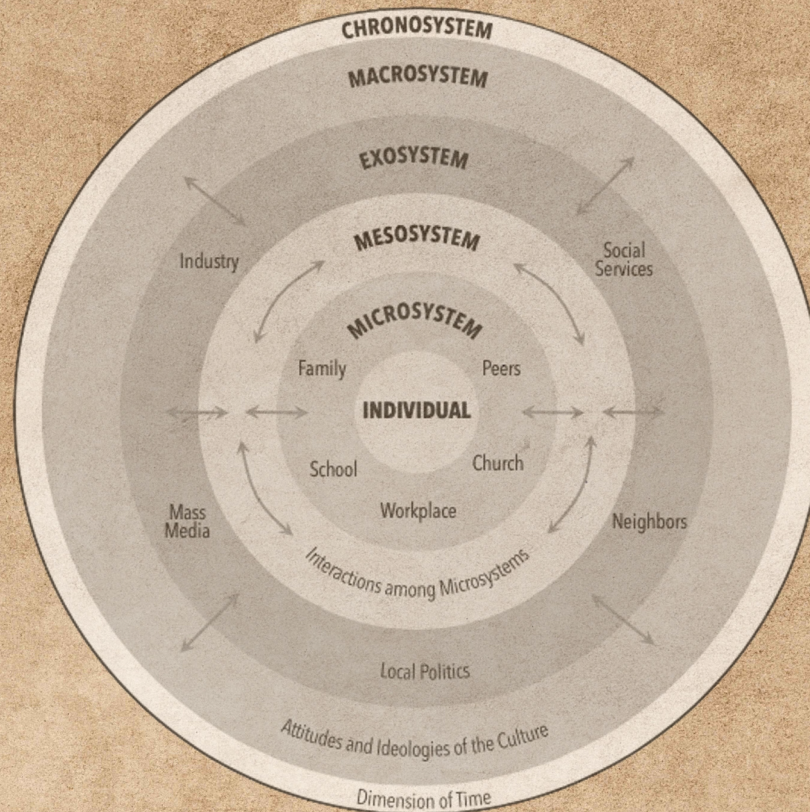 CHRONOSYSTEM
MACROSYSTEM
EXOSYSTEM
MESOSYSTEM
Industry
Social
Services
MICROSYSTEM
Family
Peers
INDIVIDUAL
School
Church
Workplace
Mass
Media
Neighbors
Interactions among Microsystems
Local Politics
Attitudes and Ideologies of the Culture
Dimension of Time